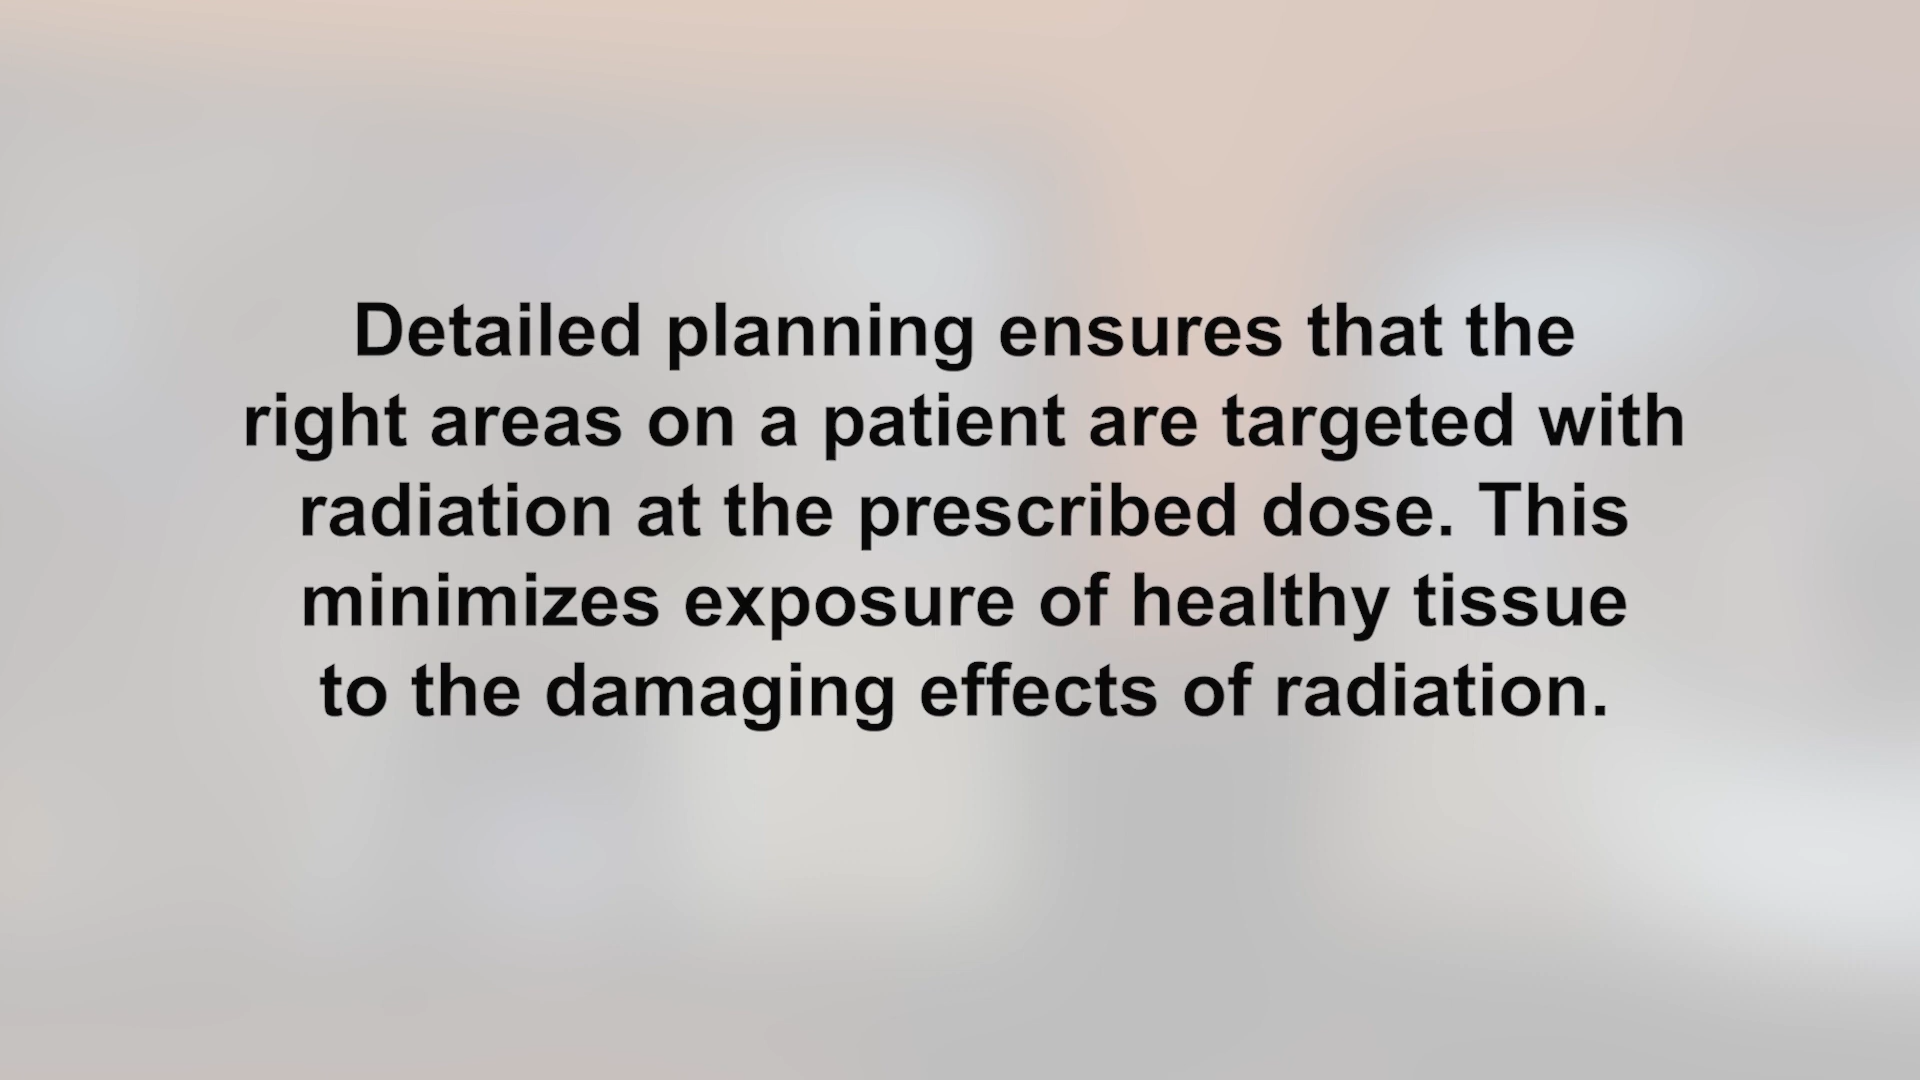 Detailed planning ensures that the
right areas on a patient are targeted with
radiation at the prescribed dose. This
minimizes exposure of healthy tissue
to the damaging effects of radiation.